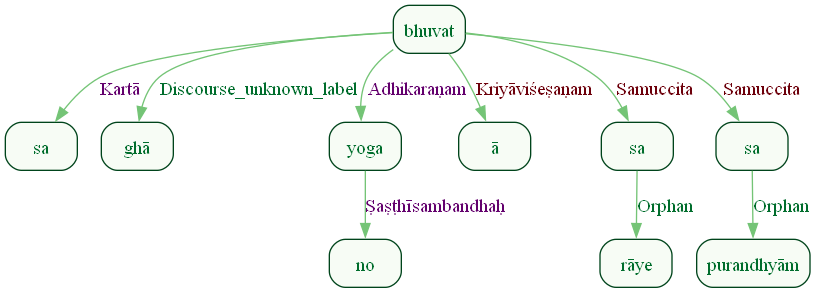 bhuvat
Kartā Discourse_unknown_label Adhikaraṇam Kriyāviśeṣaṇam Samuccita Samuccita
sa ghā yoga ā sa sa
Ṣaṣṭhīsambandhaḥ Orphan Orphan
no rāye purandhyām